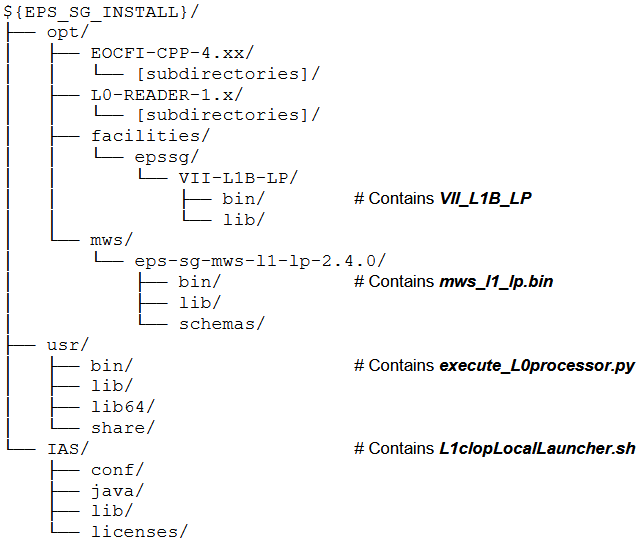 ${EPS_SG_INSTALL}/
├── opt/
│   ├── EOCFI-CPP-4.xx/
│   │   └── [subdirectories]/
│   ├── L0-READER-1.x/
│   │   └── [subdirectories]/
│   ├── facilities/
│   │   └── epssg/
│   │       └── VII-L1B-LP/
│   │           ├── bin/ # Contains VII_L1B_LP
│   │           └── lib/
│   └── mws/
│       └── eps-sg-mws-l1-lp-2.4.0/
│           ├── bin/ # Contains mws_l1_lp.bin
│           ├── lib/
│           └── schemas/
├── usr/
│   ├── bin/ # Contains execute_L0processor.py
│   ├── lib/
│   ├── lib64/
│   └── share/
└── IAS/ # Contains L1clopLocalLauncher.sh
    ├── conf/
    ├── java/
    ├── lib/
    └── licenses/